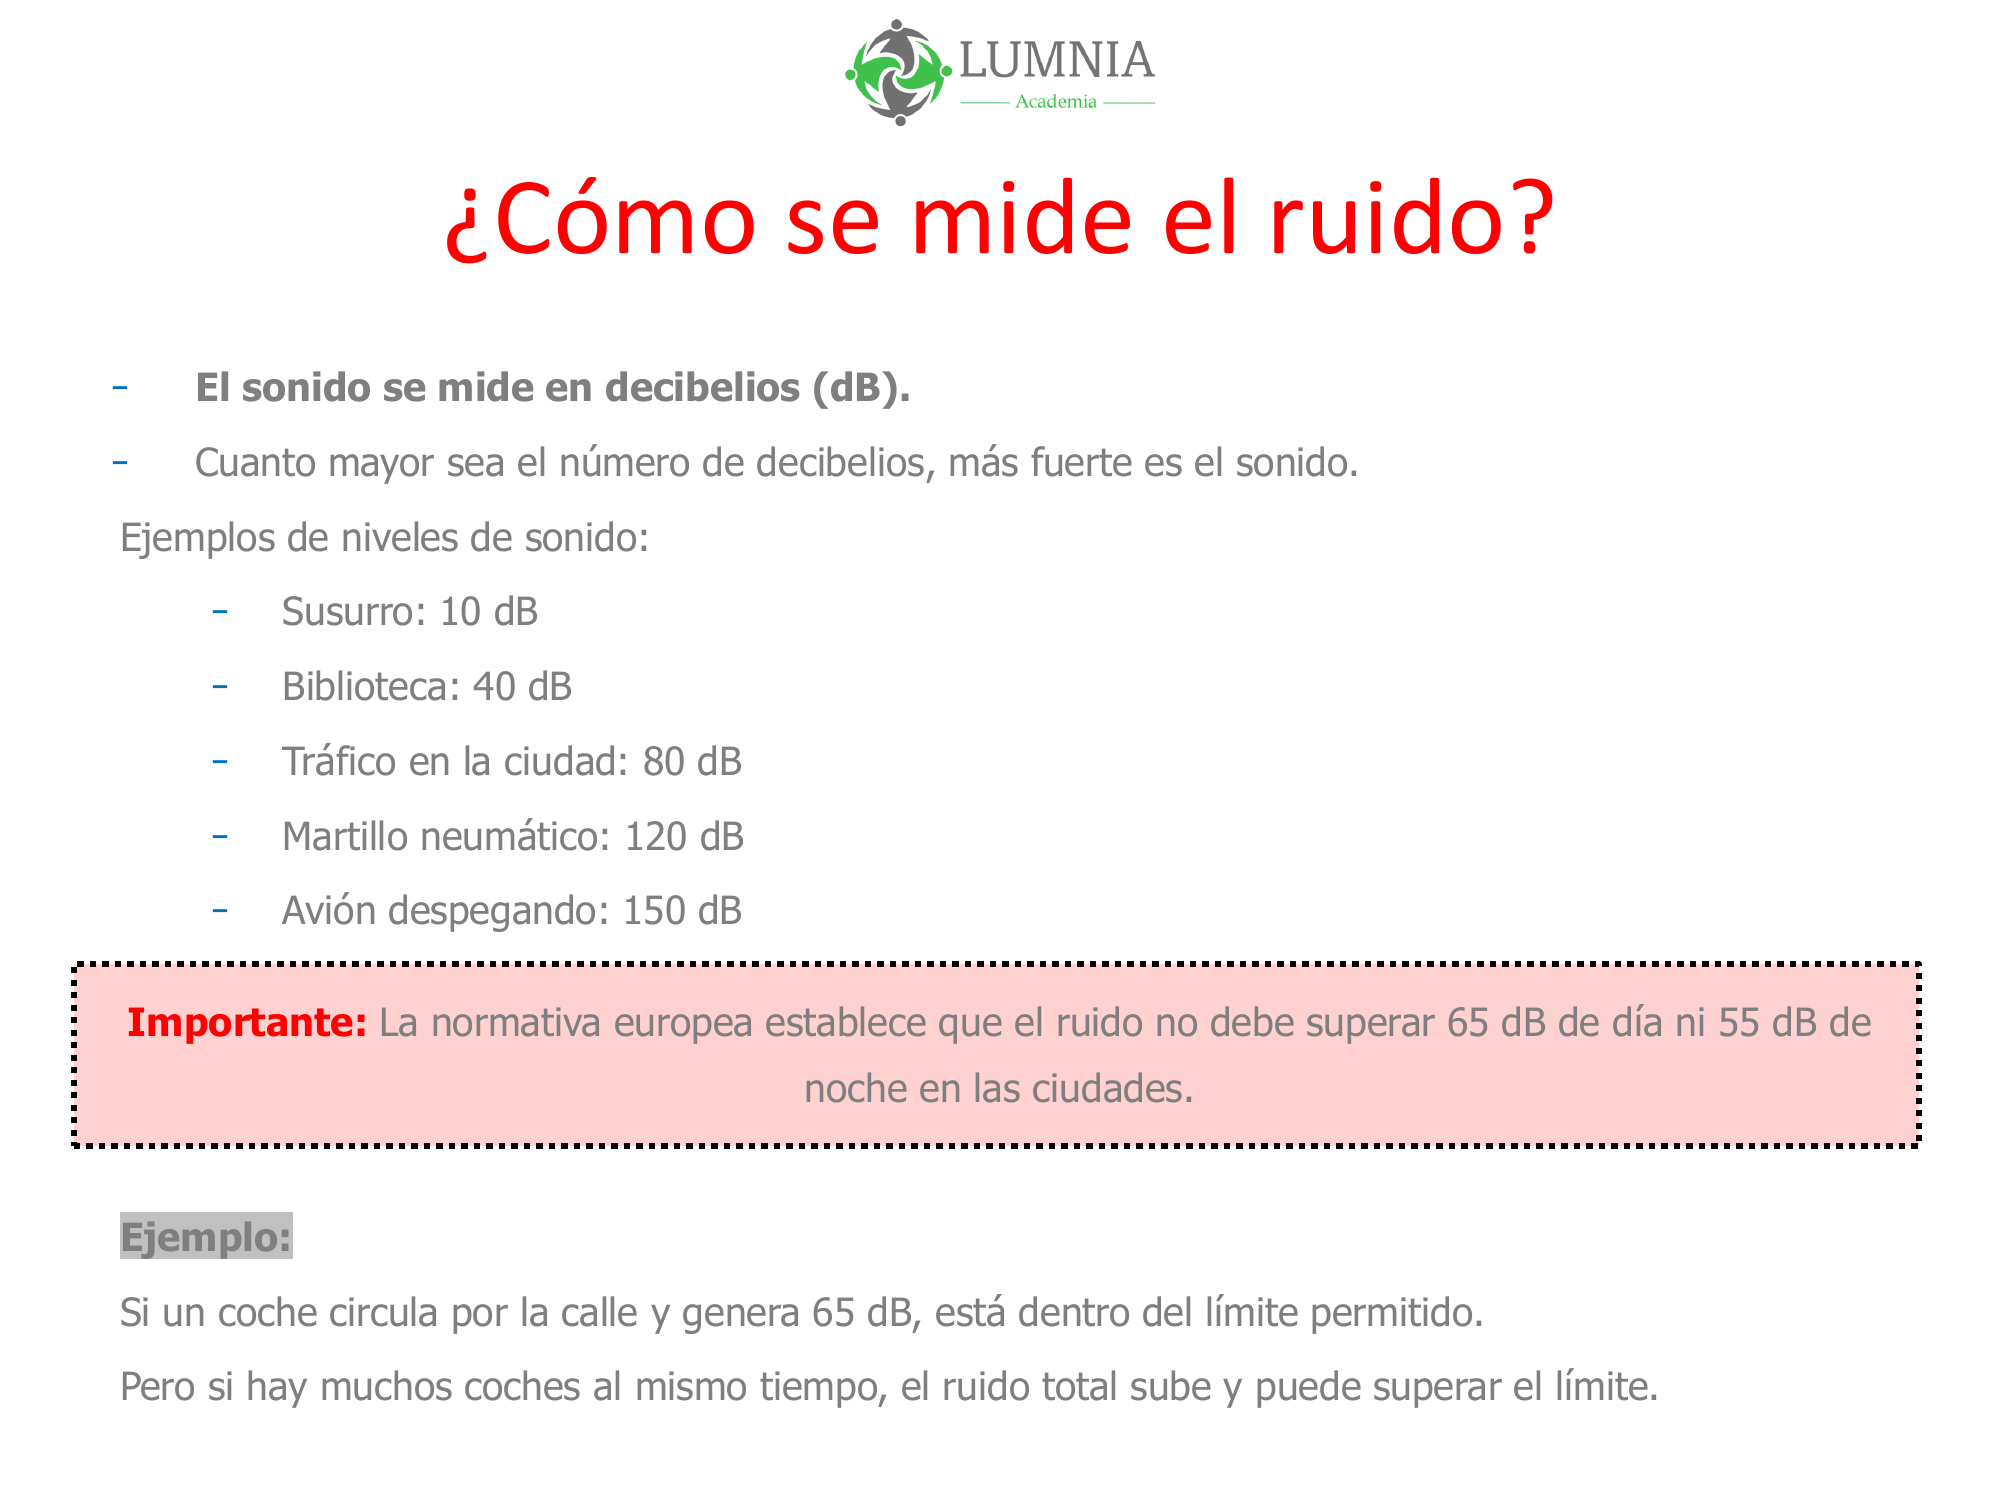 LUMNIA
Academia
¿Cómo se mide el ruido?
- El sonido se mide en decibelios (dB).
- Cuanto mayor sea el número de decibelios, más fuerte es el sonido.
Ejemplos de niveles de sonido:
- Susurro: 10 dB
- Biblioteca: 40 dB
- Tráfico en la ciudad: 80 dB
- Martillo neumático: 120 dB
- Avión despegando: 150 dB
Importante: La normativa europea establece que el ruido no debe superar 65 dB de día ni 55 dB de
noche en las ciudades.
Ejemplo:
Si un coche circula por la calle y genera 65 dB, está dentro del límite permitido.
Pero si hay muchos coches al mismo tiempo, el ruido total sube y puede superar el límite.